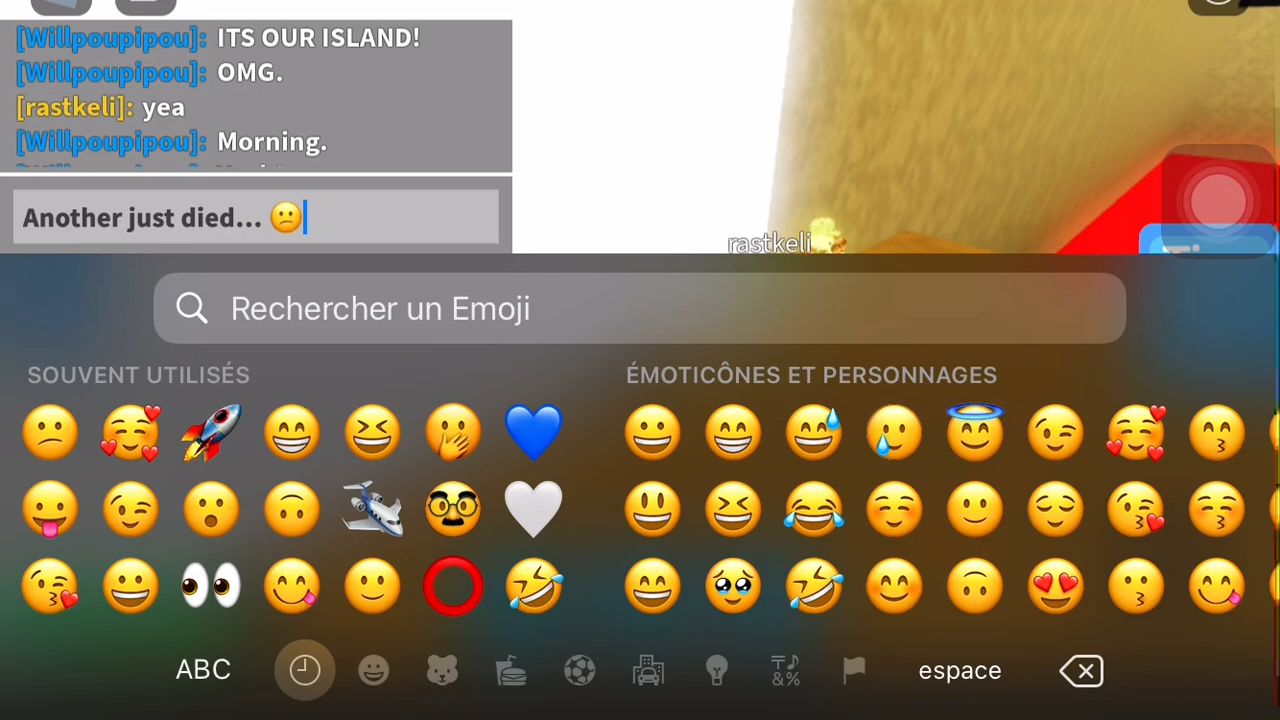 [Willpoupipou]: ITS OUR ISLAND!
[Willpoupipou]: OMG.
[rastkeli]: yea
[Willpoupipou]: Morning.
Another just died... 😕
rastkeli
Rechercher un Emoji
SOUVENT UTILISÉS
ÉMOTICÔNES ET PERSONNAGES
ABC
espace